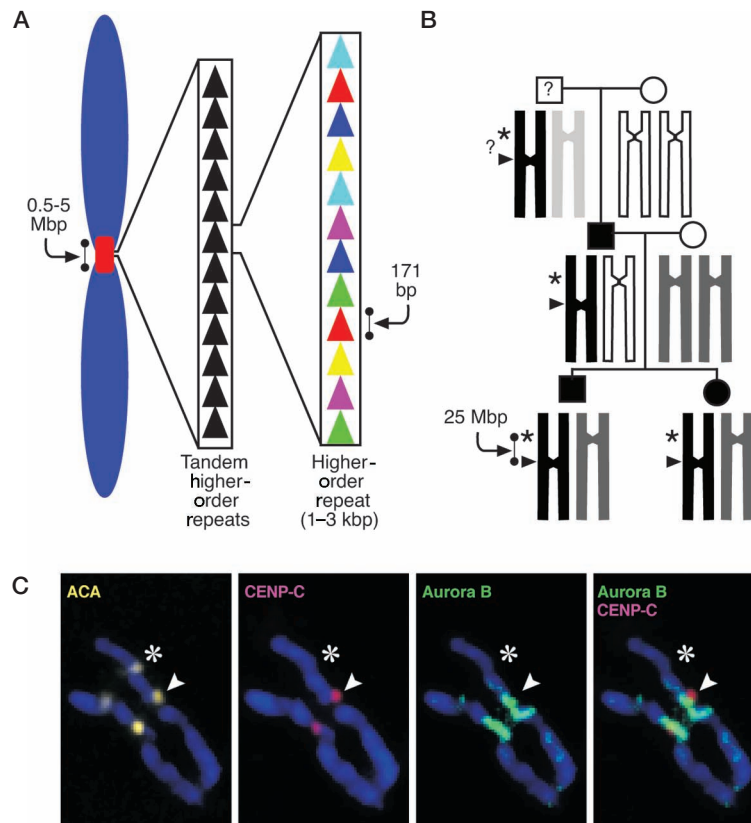 A
0.5-5
Mbp
171
bp
Tandem
higher-
order
repeats
Higher-
order
repeat
(1–3 kbp)
B
?
*
?
*
25 Mbp
*
*
C
ACA
*
CENP-C
*
Aurora B
*
Aurora B
CENP-C
*